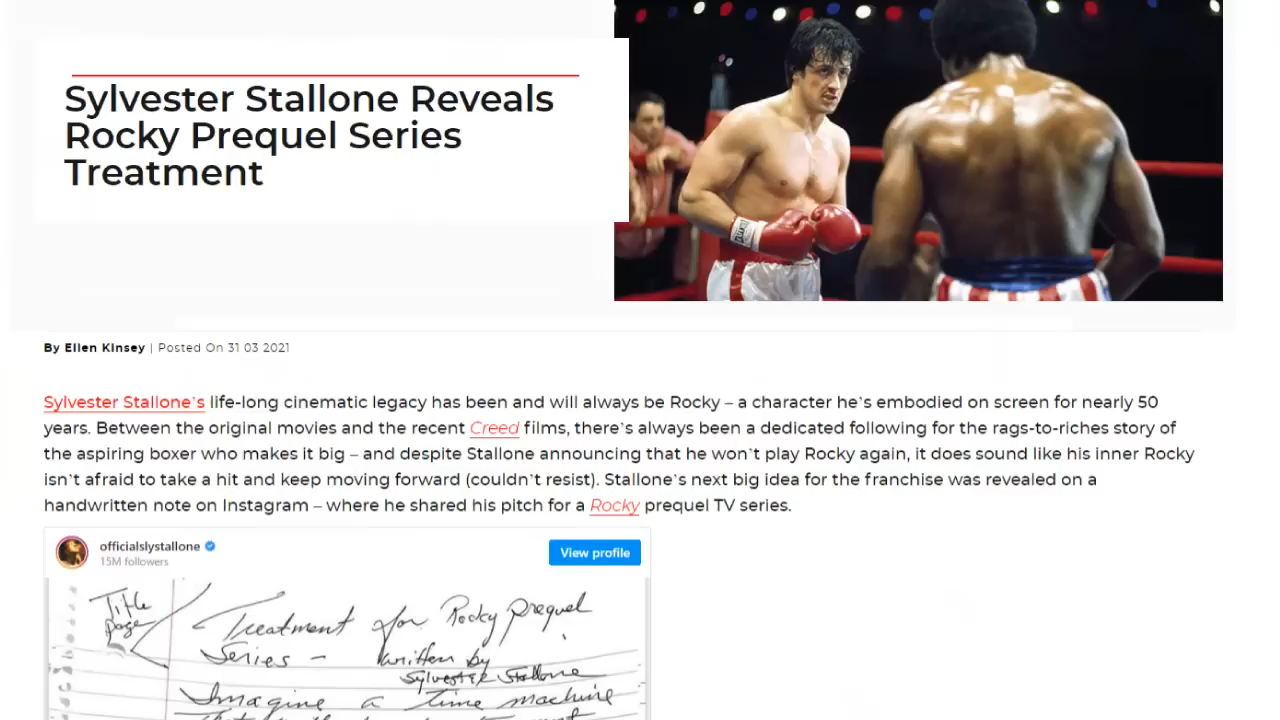 Sylvester Stallone Reveals
Rocky Prequel Series
Treatment
By Ellen Kinsey | Posted On 31 03 2021
Sylvester Stallone's life-long cinematic legacy has been and will always be Rocky – a character he's embodied on screen for nearly 50
years. Between the original movies and the recent Creed films, there's always been a dedicated following for the rags-to-riches story of
the aspiring boxer who makes it big – and despite Stallone announcing that he won't play Rocky again, it does sound like his inner Rocky
isn't afraid to take a hit and keep moving forward (couldn't resist). Stallone's next big idea for the franchise was revealed on a
handwritten note on Instagram – where he shared his pitch for a Rocky prequel TV series.
officialslystallone
View profile
15M followers
Title
page
Treatment for Rocky prequel
Series – written by
Sylvester Stallone
Imagine a time machine